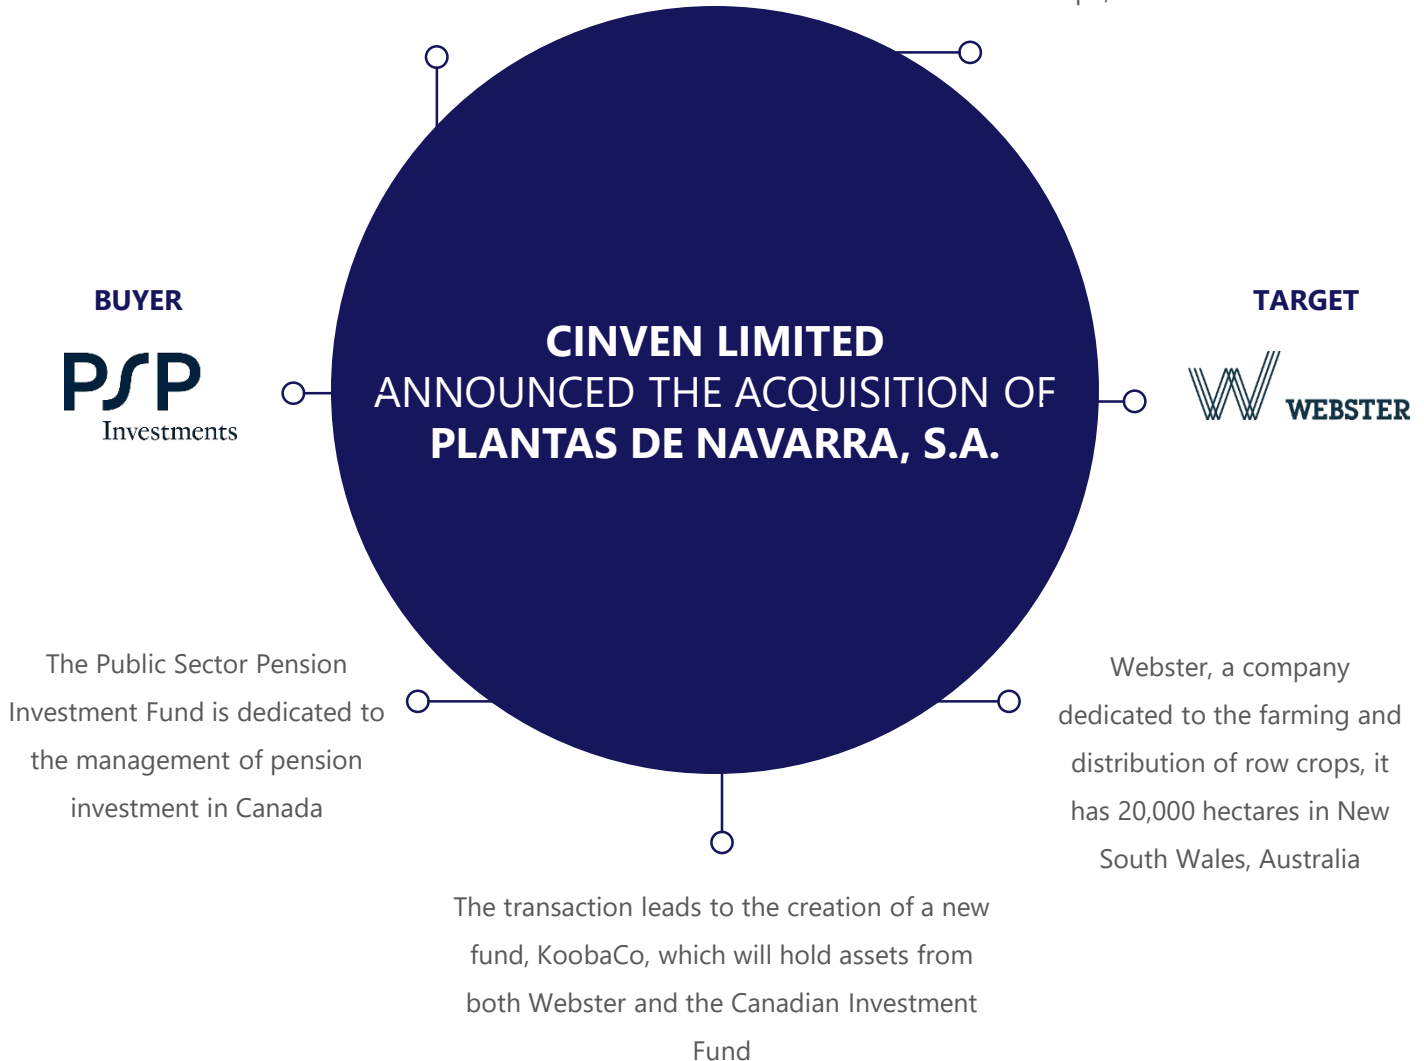 BUYER
PSP
Investments
CINVEN LIMITED
ANNOUNCED THE ACQUISITION OF
PLANTAS DE NAVARRA, S.A.
TARGET
W WEBSTER
The Public Sector Pension
Investment Fund is dedicated to
the management of pension
investment in Canada
Webster, a company
dedicated to the farming and
distribution of row crops, it
has 20,000 hectares in New
South Wales, Australia
The transaction leads to the creation of a new
fund, KoobaCo, which will hold assets from
both Webster and the Canadian Investment
Fund